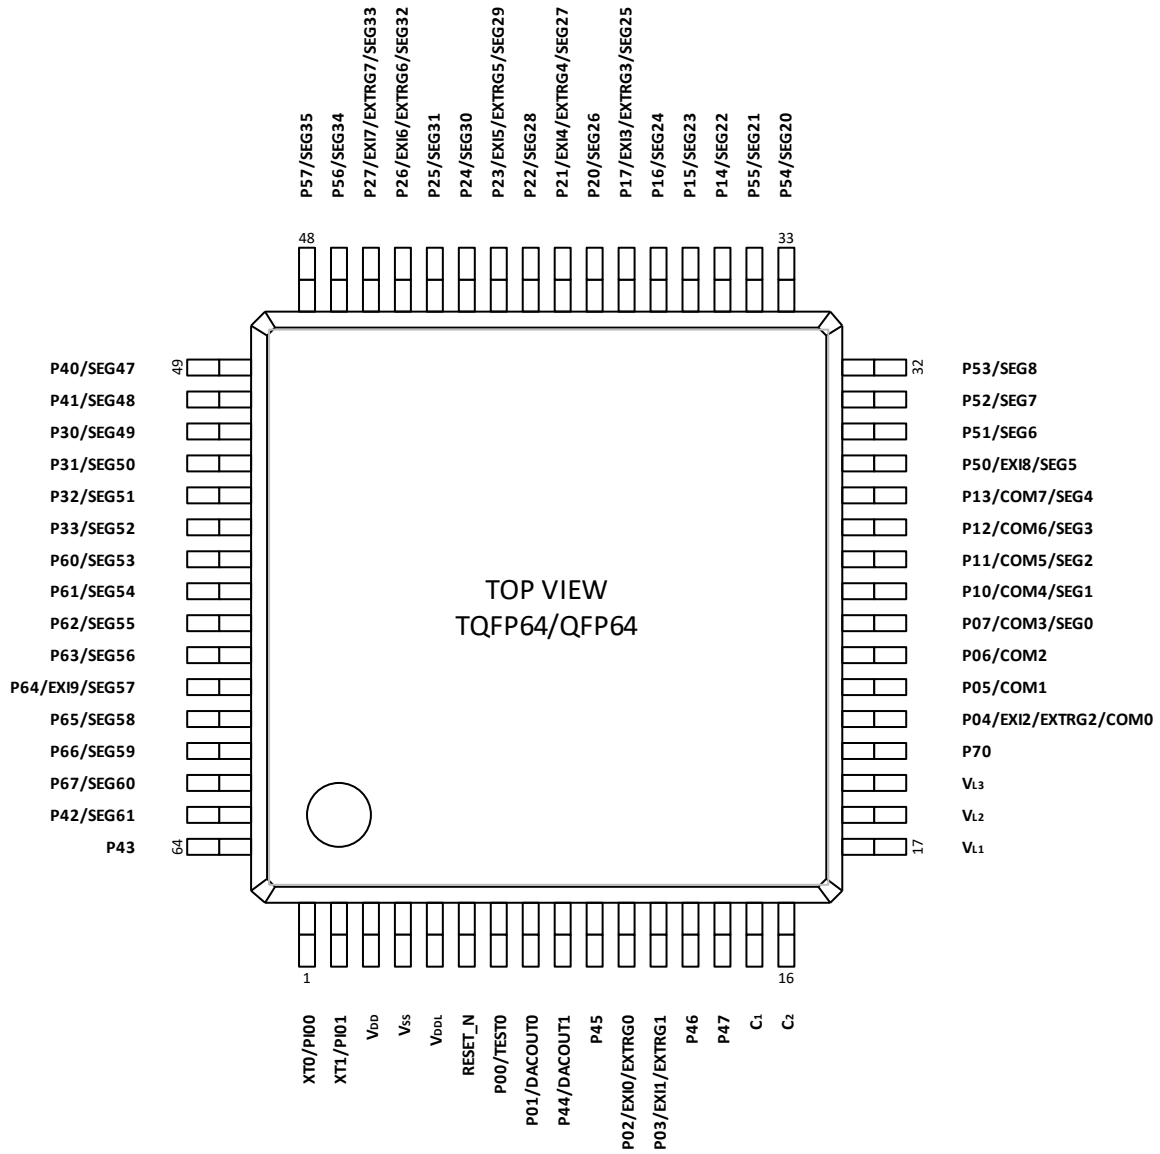 P57/SEG35
P56/SEG34
P27/EXI7/EXTRG7/SEG33
P26/EXI6/EXTRG6/SEG32
P25/SEG31
P24/SEG30
P23/EXI5/EXTRG5/SEG29
P22/SEG28
P21/EXI4/EXTRG4/SEG27
P20/SEG26
P17/EXI3/EXTRG3/SEG25
P16/SEG24
P15/SEG23
P14/SEG22
P55/SEG21
P54/SEG20
48
33
P40/SEG47
49
P41/SEG48
P30/SEG49
P31/SEG50
P32/SEG51
P33/SEG52
P60/SEG53
P61/SEG54
P62/SEG55
P63/SEG56
P64/EXI9/SEG57
P65/SEG58
P66/SEG59
P67/SEG60
P42/SEG61
P43
64
TOP VIEW
TQFP64/QFP64
32
P53/SEG8
P52/SEG7
P51/SEG6
P50/EXI8/SEG5
P13/COM7/SEG4
P12/COM6/SEG3
P11/COM5/SEG2
P10/COM4/SEG1
P07/COM3/SEG0
P06/COM2
P05/COM1
P04/EXI2/EXTRG2/COM0
P70
VL3
VL2
17
VL1
1
16
XT0/PI00
XT1/PI01
VDD
VSS
VDDL
RESET_N
P00/TEST0
P01/DACOUT0
P44/DACOUT1
P45
P02/EXI0/EXTRG0
P03/EXI1/EXTRG1
P46
P47
C1
C2